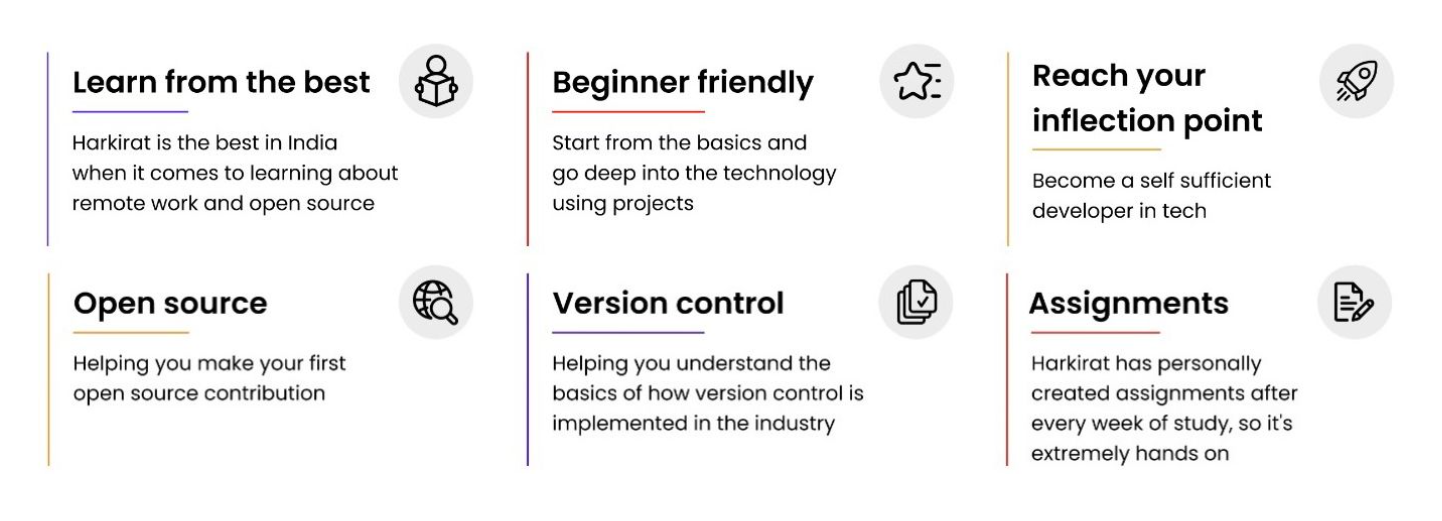 Learn from the best
Harkirat is the best in India
when it comes to learning about
remote work and open source
Beginner friendly
Start from the basics and
go deep into the technology
using projects
Reach your
inflection point
Become a self sufficient
developer in tech
Open source
Helping you make your first
open source contribution
Version control
Helping you understand the
basics of how version control is
implemented in the industry
Assignments
Harkirat has personally
created assignments after
every week of study, so it's
extremely hands on